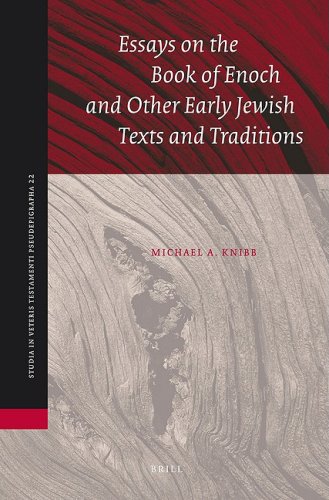 Essays on the
Book of Enoch
and Other Early Jewish
Texts and Traditions
MICHAEL A. KNIBB
STUDIA IN VETERIS TESTAMENTI PSEUDEPIGRAPHA 22
BRILL